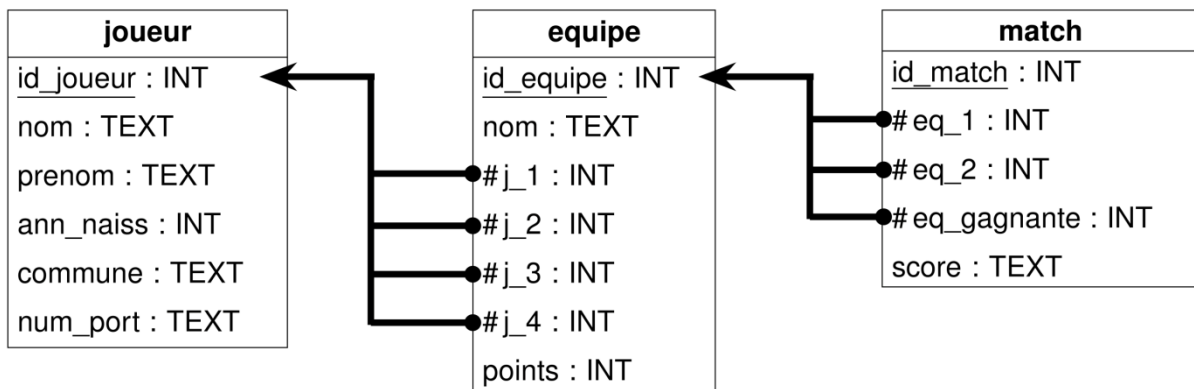 joueur
id_joueur : INT
nom : TEXT
prenom : TEXT
ann_naiss : INT
commune : TEXT
num_port : TEXT
equipe
id_equipe : INT
nom : TEXT
#j_1 : INT
#j_2 : INT
#j_3 : INT
#j_4 : INT
points : INT
match
id_match : INT
#eq_1 : INT
#eq_2 : INT
#eq_gagnante : INT
score : TEXT